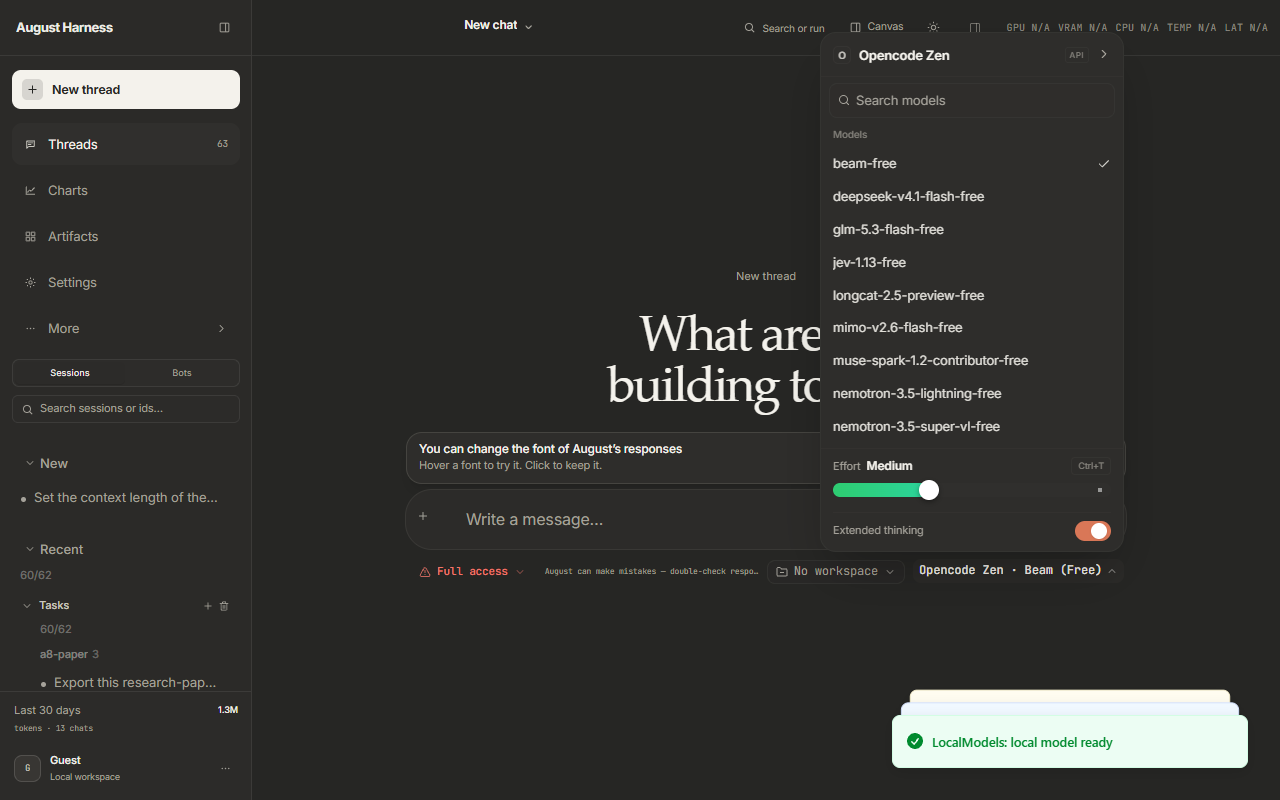 August Harness
New thread
Threads 63
Charts
Artifacts
Settings
More
Sessions Bots
Search sessions or ids...
New
Set the context length of the...
Recent
60/62
Tasks
60/62
a8-paper 3
Export this research-pap...
Last 30 days 1.3M
tokens · 13 chats
G
Guest
Local workspace
New chat
Search or run
Canvas
GPU N/A VRAM N/A CPU N/A TEMP N/A LAT N/A
New thread
What are
building to
You can change the font of August's responses
Hover a font to try it. Click to keep it.
Write a message...
Full access
August can make mistakes — double-check respo…
No workspace
Opencode Zen · Beam (Free)
O Opencode Zen API
Search models
Models
beam-free
deepseek-v4.1-flash-free
glm-5.3-flash-free
jev-1.13-free
longcat-2.5-preview-free
mimo-v2.6-flash-free
muse-spark-1.2-contributor-free
nemotron-3.5-lightning-free
nemotron-3.5-super-vl-free
Effort Medium Ctrl+T
Extended thinking
LocalModels: local model ready